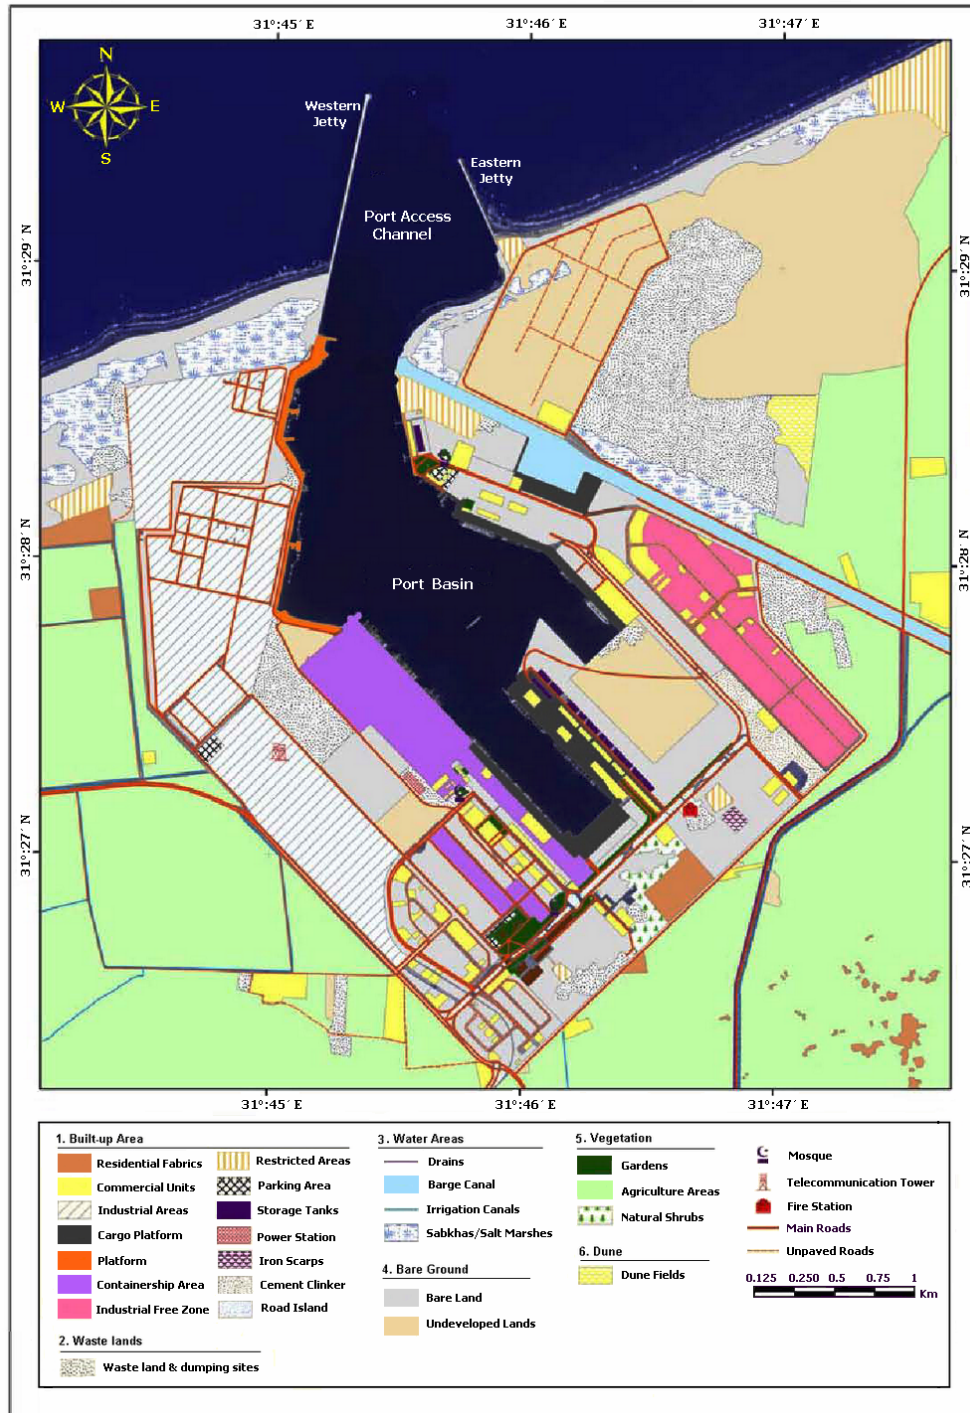 31°:45´ E
31°:46´ E
31°:47´ E
N
W
E
S
Western
Jetty
Eastern
Jetty
Port Access
Channel
31°:29´ N
31°:29´ N
31°:28´ N
31°:28´ N
Port Basin
31°:27´ N
31°:27´ N
31°:45´ E
31°:46´ E
31°:47´ E
1. Built-up Area
Residential Fabrics
Commercial Units
Industrial Areas
Cargo Platform
Platform
Containership Area
Industrial Free Zone
Restricted Areas
Parking Area
Storage Tanks
Power Station
Iron Scarps
Cement Clinker
Road Island
2. Waste lands
Waste land & dumping sites
3. Water Areas
Drains
Barge Canal
Irrigation Canals
Sabkhas/Salt Marshes
4. Bare Ground
Bare Land
Undeveloped Lands
5. Vegetation
Gardens
Agriculture Areas
Natural Shrubs
6. Dune
Dune Fields
Mosque
Telecommunication Tower
Fire Station
Main Roads
Unpaved Roads
0.125 0.250 0.5 0.75 1
Km